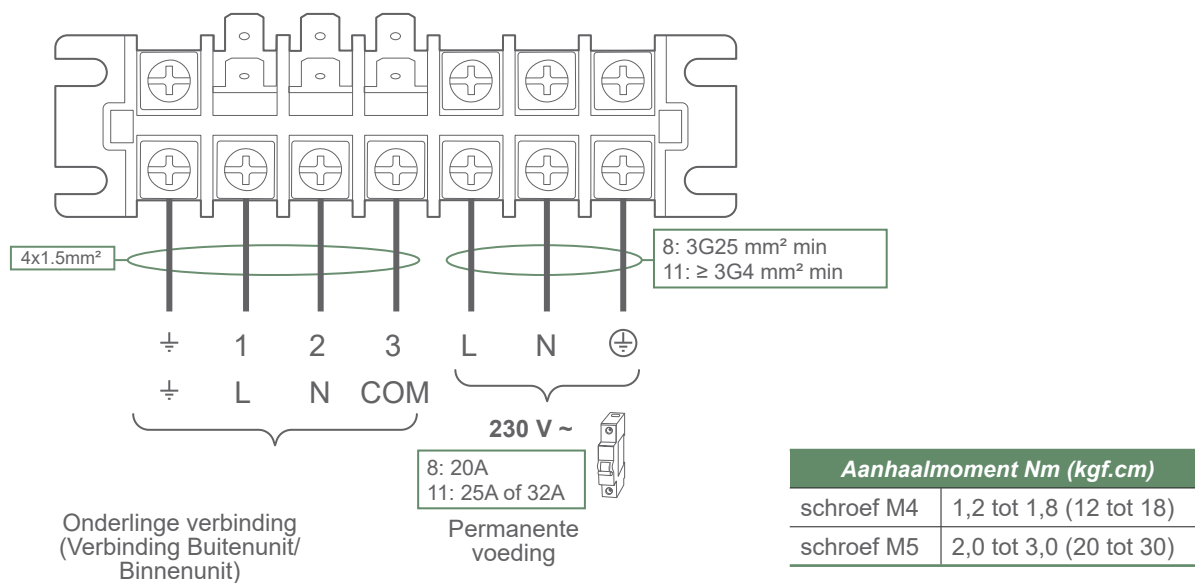 4x1.5mm²
8: 3G25 mm² min
11: ≥ 3G4 mm² min
1 2 3 L N
L N COM
230 V ~
8: 20A
11: 25A of 32A
Permanente
voeding
Onderlinge verbinding
(Verbinding Buitenunit/
Binnenunit)
Aanhaalmoment Nm (kgf.cm)
schroef M4 1,2 tot 1,8 (12 tot 18)
schroef M5 2,0 tot 3,0 (20 tot 30)